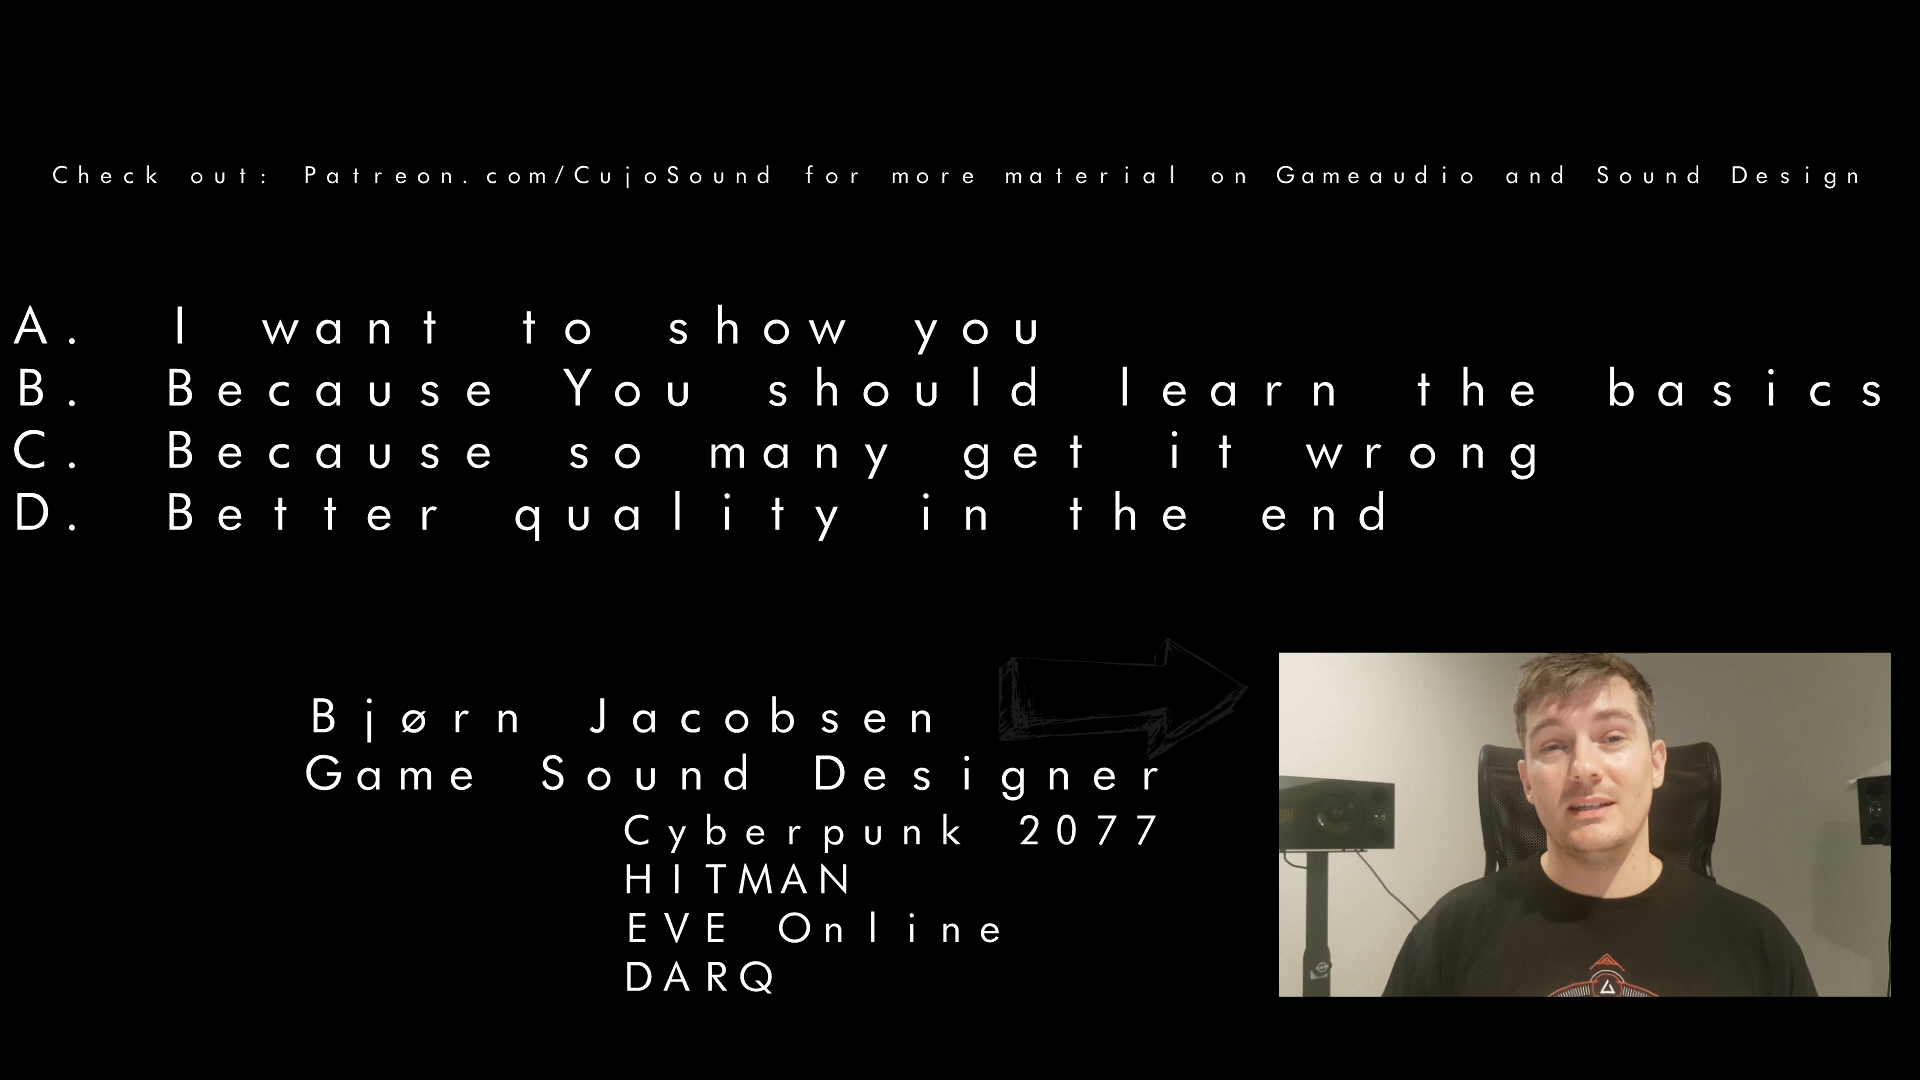 Check out: Patreon.com/CujoSound for more material on Gameaudio and Sound Design
A. I want to show you
B. Because You should learn the basics
C. Because so many get it wrong
D. Better quality in the end
Bjørn Jacobsen
Game Sound Designer
Cyberpunk 2077
HITMAN
EVE Online
DARQ